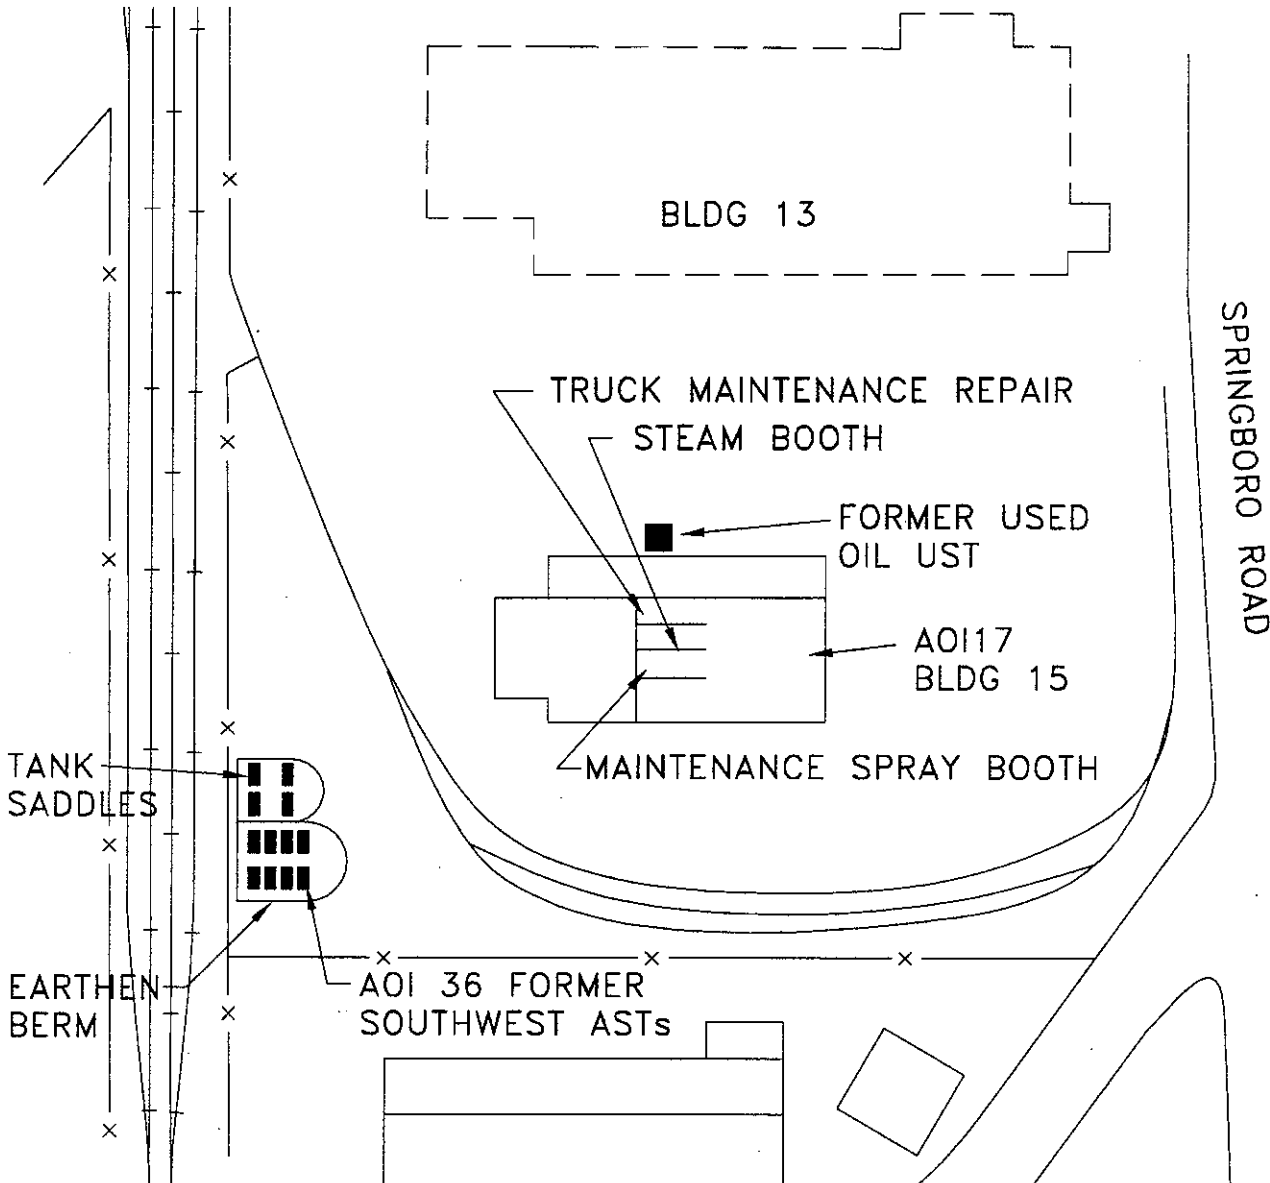 BLDG 13
SPRINGBORO ROAD
TRUCK MAINTENANCE REPAIR
STEAM BOOTH
FORMER USED
OIL UST
AOI17
BLDG 15
MAINTENANCE SPRAY BOOTH
TANK
SADDLES
EARTHEN
BERM
AOI 36 FORMER
SOUTHWEST ASTs